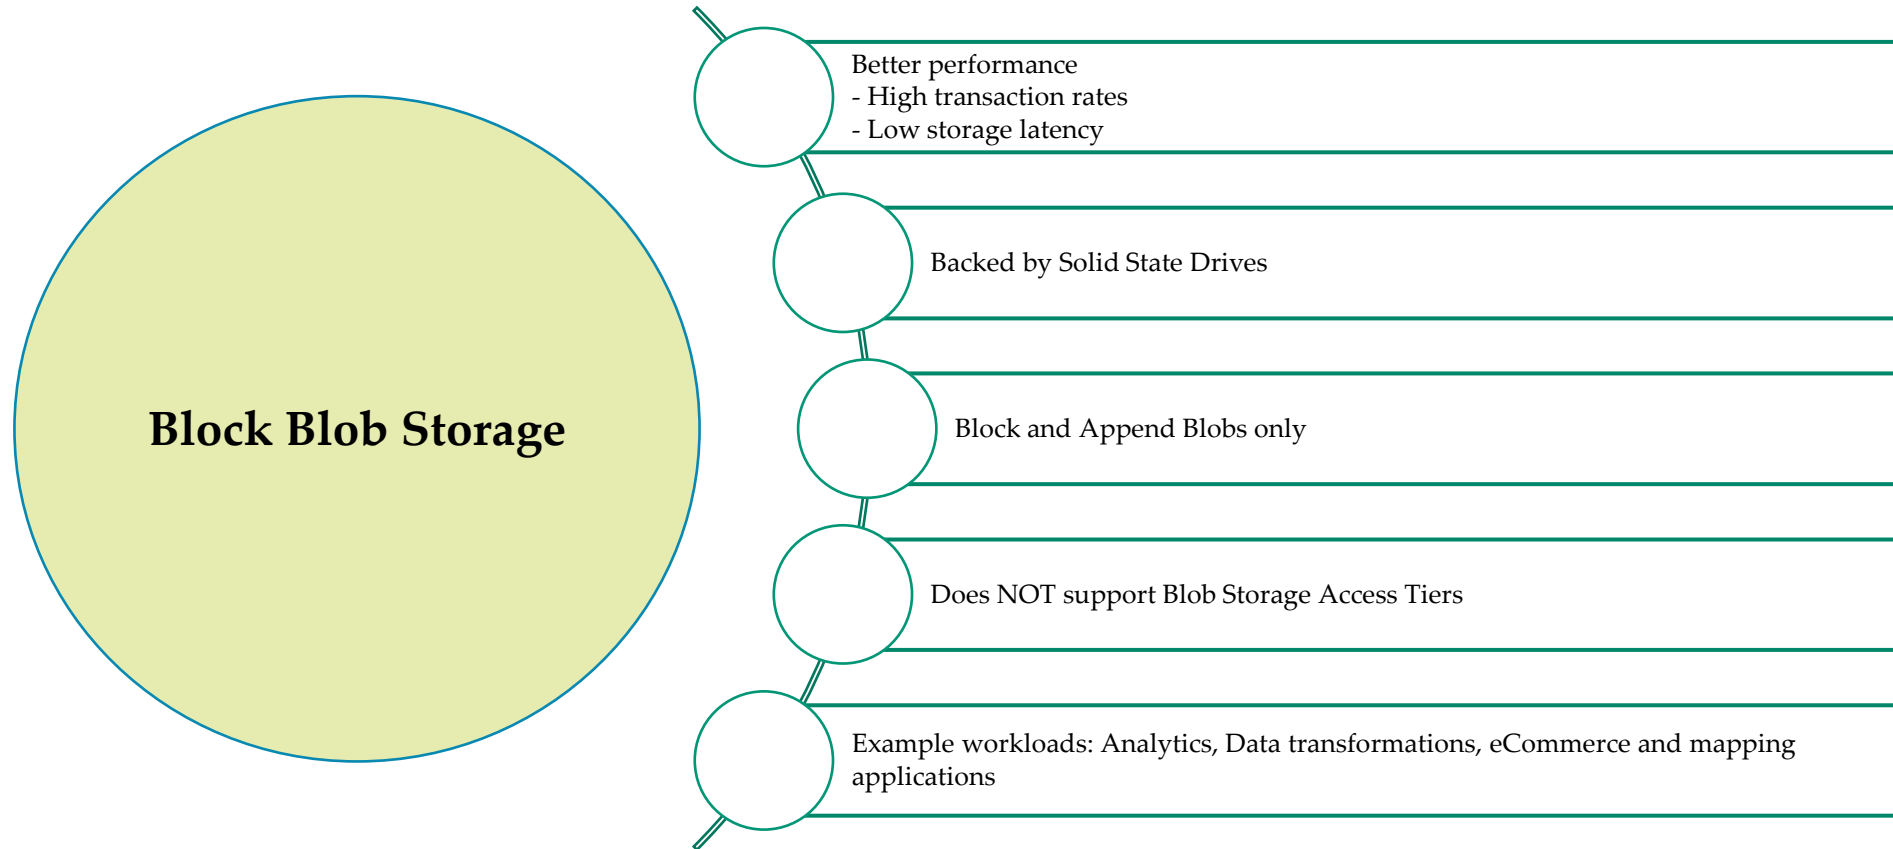 Block Blob Storage
Better performance
- High transaction rates
- Low storage latency
Backed by Solid State Drives
Block and Append Blobs only
Does NOT support Blob Storage Access Tiers
Example workloads: Analytics, Data transformations, eCommerce and mapping
applications